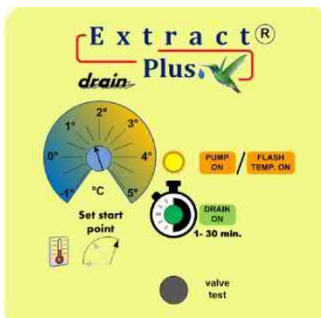 Extract®
Plus
drain
2°
1° 3°
0° 4°
-1° 5°
°C
PUMP ON / FLASH TEMP. ON
Set start point
DRAIN ON
1- 30 min.
valve test